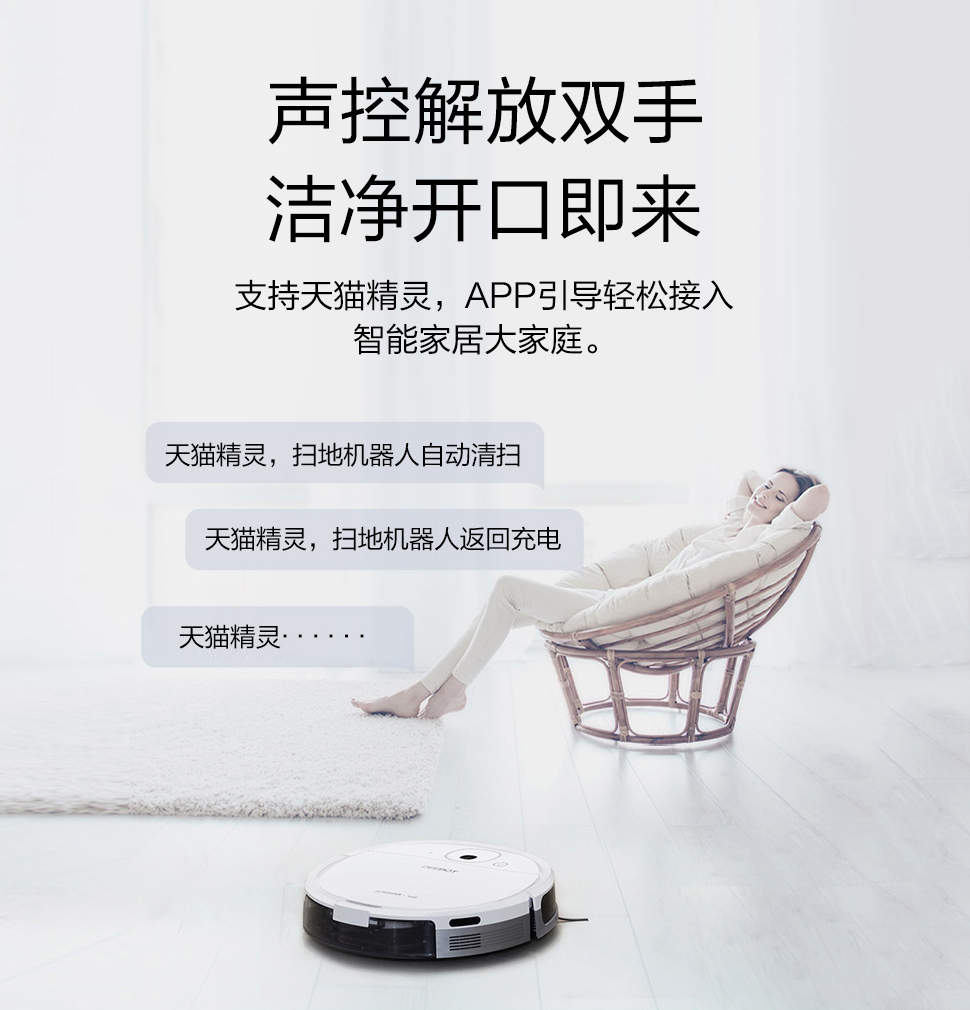 声控解放双手
洁净开口即来
支持天猫精灵，APP引导轻松接入
智能家居大家庭。
天猫精灵，扫地机器人自动清扫
天猫精灵，扫地机器人返回充电
天猫精灵······
DEEBOT